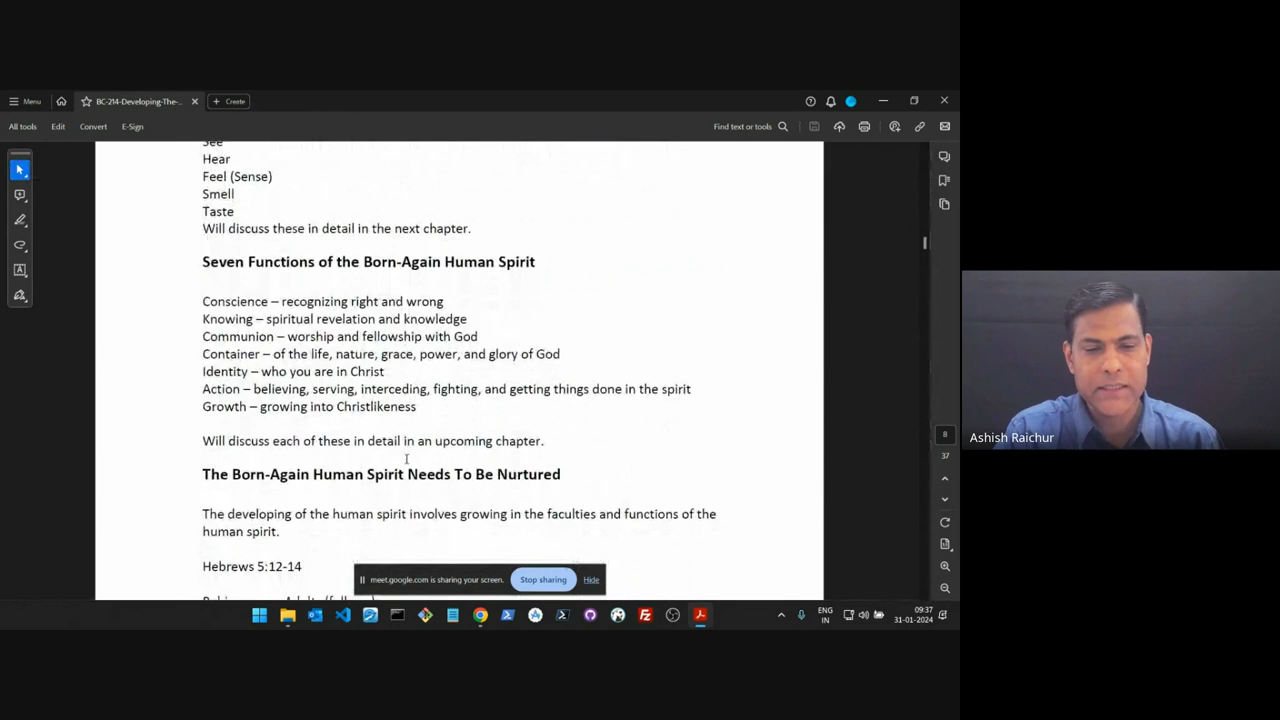 Menu
BC-214-Developing-The-...
Create
All tools
Edit
Convert
E-Sign
Find text or tools
See
Hear
Feel (Sense)
Smell
Taste
Will discuss these in detail in the next chapter.
Seven Functions of the Born-Again Human Spirit
Conscience – recognizing right and wrong
Knowing – spiritual revelation and knowledge
Communion – worship and fellowship with God
Container – of the life, nature, grace, power, and glory of God
Identity – who you are in Christ
Action – believing, serving, interceding, fighting, and getting things done in the spirit
Growth – growing into Christlikeness
Will discuss each of these in detail in an upcoming chapter.
The Born-Again Human Spirit Needs To Be Nurtured
The developing of the human spirit involves growing in the faculties and functions of the
human spirit.
Hebrews 5:12-14
meet.google.com is sharing your screen.
Stop sharing
Hide
8
37
Ashish Raichur
ENG
IN
09:37
31-01-2024